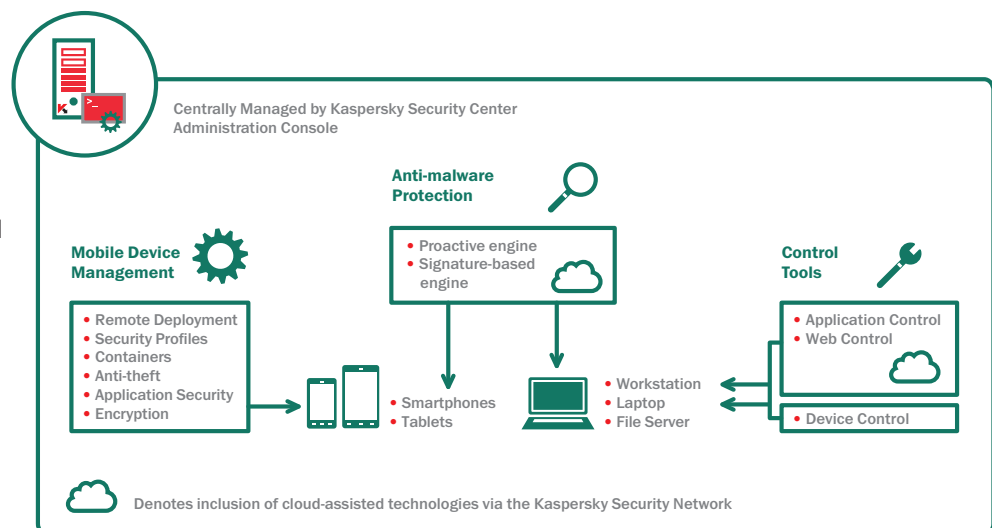 Centrally Managed by Kaspersky Security Center
Administration Console
>_
K
Anti-malware
Protection
• Proactive engine
• Signature-based
engine
Mobile Device
Management
• Remote Deployment
• Security Profiles
• Containers
• Anti-theft
• Application Security
• Encryption
• Smartphones
• Tablets
• Workstation
• Laptop
• File Server
Control
Tools
• Application Control
• Web Control
• Device Control
Denotes inclusion of cloud-assisted technologies via the Kaspersky Security Network